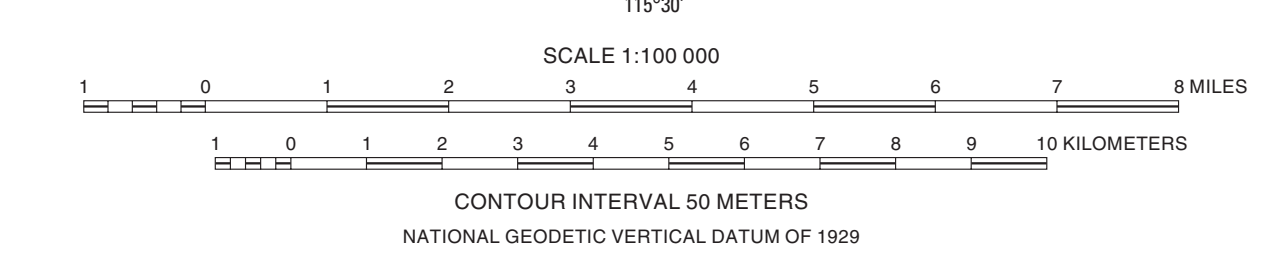 115°30'
SCALE 1:100 000
1 0 1 2 3 4 5 6 7 8 MILES
1 0 1 2 3 4 5 6 7 8 9 10 KILOMETERS
CONTOUR INTERVAL 50 METERS
NATIONAL GEODETIC VERTICAL DATUM OF 1929